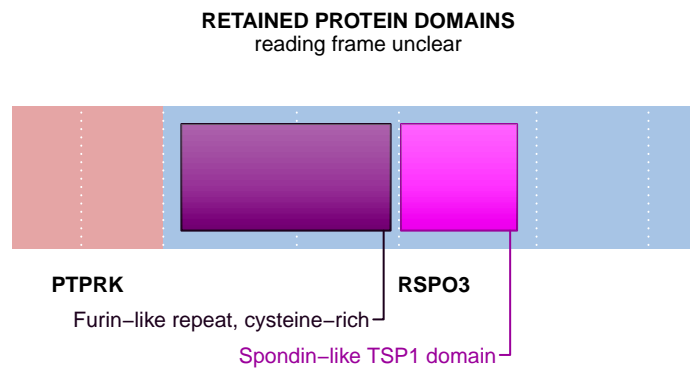 RETAINED PROTEIN DOMAINS
reading frame unclear
PTPRK
RSPO3
Furin−like repeat, cysteine−rich
Spondin−like TSP1 domain